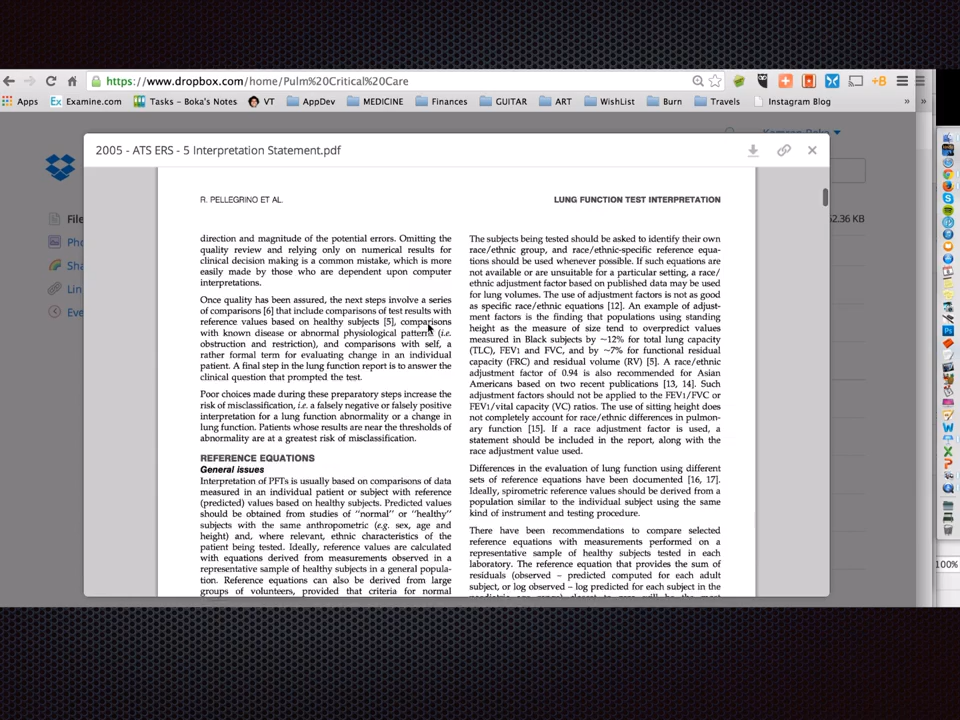 https://www.dropbox.com/home/Pulm%20Critical%20Care
+8
Apps
Examine.com
Tasks - Boka's Notes
VT
AppDev
MEDICINE
Finances
GUITAR
ART
WishList
Burn
Travels
Instagram Blog
»
»
2005 - ATS ERS - 5 Interpretation Statement.pdf
File
Pho
Sha
Lin
Eve
2.36 KB
100%
R. PELLEGRINO ET AL.
LUNG FUNCTION TEST INTERPRETATION
direction and magnitude of the potential errors. Omitting the
quality review and relying only on numerical results for
clinical decision making is a common mistake, which is more
easily made by those who are dependent upon computer
interpretations.
Once quality has been assured, the next steps involve a series
of comparisons [6] that include comparisons of test results with
reference values based on healthy subjects [5], comparisons
with known disease or abnormal physiological patterns (i.e.
obstruction and restriction), and comparisons with self, a
rather formal term for evaluating change in an individual
patient. A final step in the lung function report is to answer the
clinical question that prompted the test.
Poor choices made during these preparatory steps increase the
risk of misclassification, i.e. a falsely negative or falsely positive
interpretation for a lung function abnormality or a change in
lung function. Patients whose results are near the thresholds of
abnormality are at a greatest risk of misclassification.
REFERENCE EQUATIONS
General issues
Interpretation of PFTs is usually based on comparisons of data
measured in an individual patient or subject with reference
(predicted) values based on healthy subjects. Predicted values
should be obtained from studies of "normal" or "healthy"
subjects with the same anthropometric (e.g. sex, age and
height) and, where relevant, ethnic characteristics of the
patient being tested. Ideally, reference values are calculated
with equations derived from measurements observed in a
representative sample of healthy subjects in a general popula-
tion. Reference equations can also be derived from large
groups of volunteers, provided that criteria for normal
The subjects being tested should be asked to identify their own
race/ethnic group, and race/ethnic-specific reference equa-
tions should be used whenever possible. If such equations are
not available or are unsuitable for a particular setting, a race/
ethnic adjustment factor based on published data may be used
for lung volumes. The use of adjustment factors is not as good
as specific race/ethnic equations [12]. An example of adjust-
ment factors is the finding that populations using standing
height as the measure of size tend to overpredict values
measured in Black subjects by ~12% for total lung capacity
(TLC), FEV1 and FVC, and by ~7% for functional residual
capacity (FRC) and residual volume (RV) [5]. A race/ethnic
adjustment factor of 0.94 is also recommended for Asian
Americans based on two recent publications [13, 14]. Such
adjustment factors should not be applied to the FEV1/FVC or
FEV1/vital capacity (VC) ratios. The use of sitting height does
not completely account for race/ethnic differences in pulmon-
ary function [15]. If a race adjustment factor is used, a
statement should be included in the report, along with the
race adjustment value used.
Differences in the evaluation of lung function using different
sets of reference equations have been documented [16, 17].
Ideally, spirometric reference values should be derived from a
population similar to the individual subject using the same
kind of instrument and testing procedure.
There have been recommendations to compare selected
reference equations with measurements performed on a
representative sample of healthy subjects tested in each
laboratory. The reference equation that provides the sum of
residuals (observed – predicted computed for each adult
subject, or log observed – log predicted for each subject in the